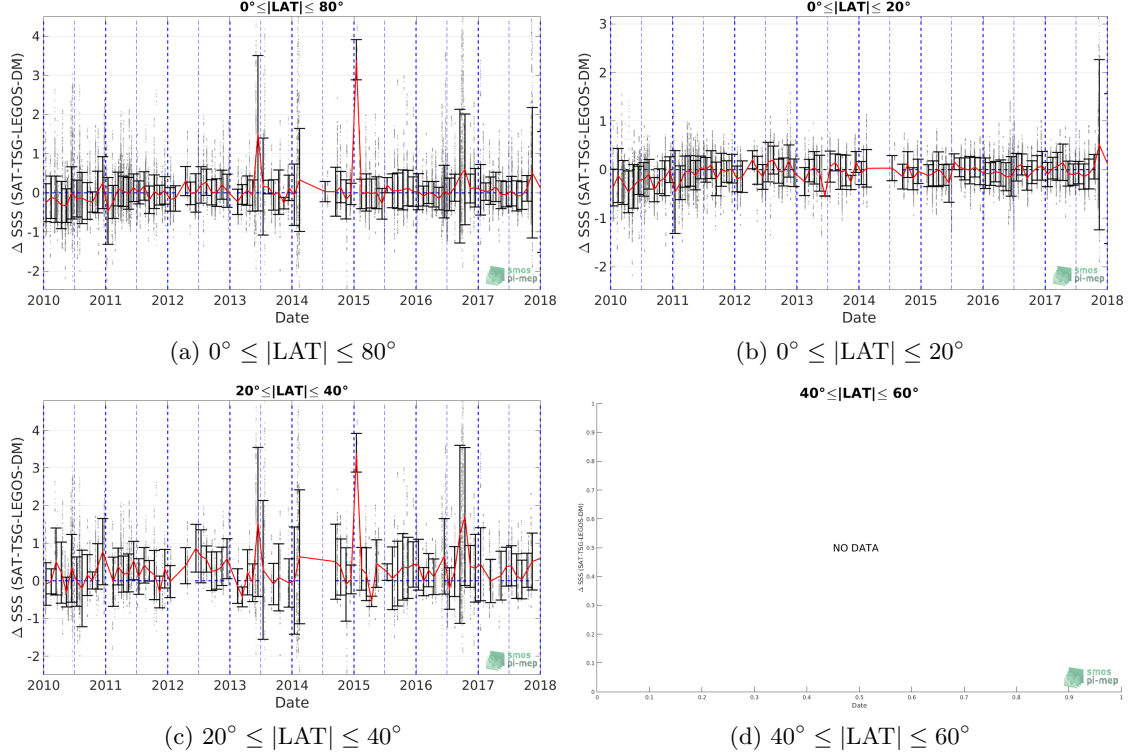 0°≤|LAT|≤ 80°
Δ SSS (SAT-TSG-LEGOS-DM)
4
3
2
1
0
-1
-2
2010 2011 2012 2013 2014 2015 2016 2017 2018
Date
smos
pi-mep
(a) 0° ≤ |LAT| ≤ 80°
0°≤|LAT|≤ 20°
Δ SSS (SAT-TSG-LEGOS-DM)
3
2
1
0
-1
-2
2010 2011 2012 2013 2014 2015 2016 2017 2018
Date
smos
pi-mep
(b) 0° ≤ |LAT| ≤ 20°
20°≤|LAT|≤ 40°
Δ SSS (SAT-TSG-LEGOS-DM)
4
3
2
1
0
-1
-2
2010 2011 2012 2013 2014 2015 2016 2017 2018
Date
smos
pi-mep
(c) 20° ≤ |LAT| ≤ 40°
40°≤|LAT|≤ 60°
Δ SSS (SAT-TSG-LEGOS-DM)
1
0.9
0.8
0.7
0.6
0.5
0.4
0.3
0.2
0.1
0
NO DATA
0 0.1 0.2 0.3 0.4 0.5 0.6 0.7 0.8 0.9 1
Date
smos
pi-mep
(d) 40° ≤ |LAT| ≤ 60°